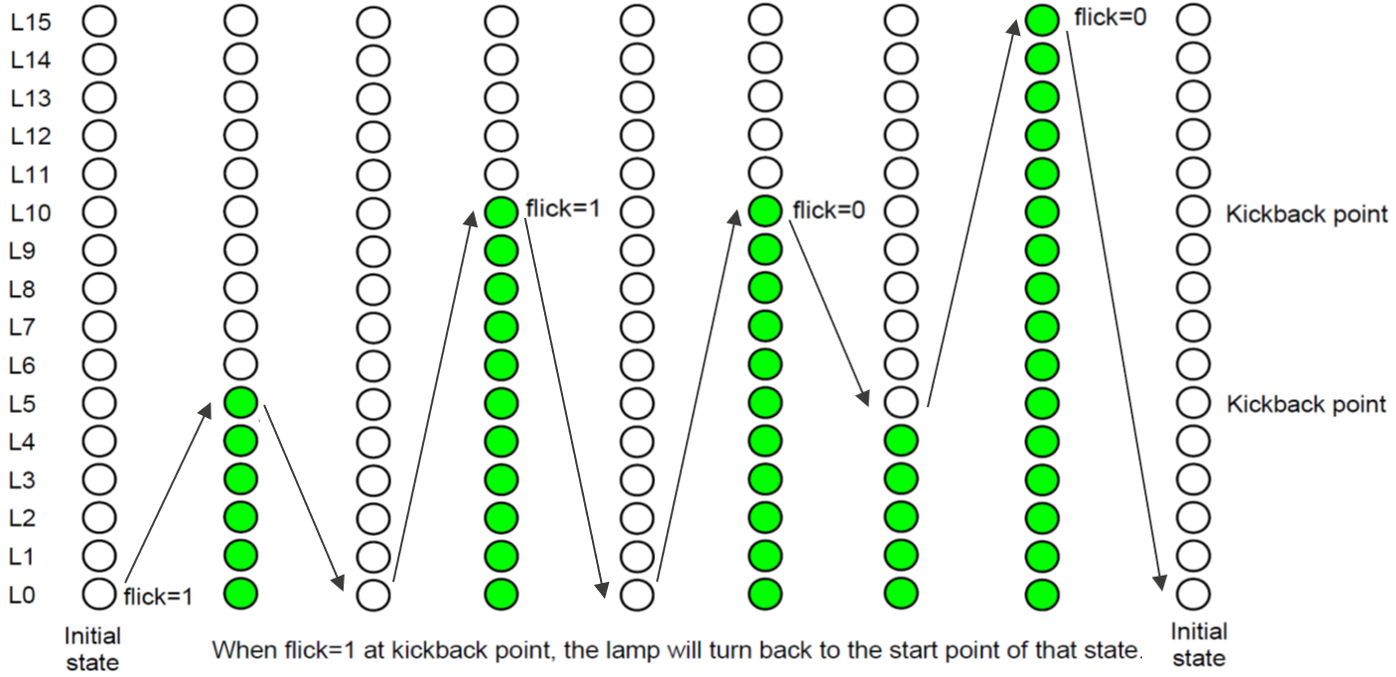 L15 flick=0
L14
L13
L12
L11
L10 flick=1 flick=0 Kickback point
L9
L8
L7
L6
L5 Kickback point
L4
L3
L2
L1
L0 flick=1
Initial state
When flick=1 at kickback point, the lamp will turn back to the start point of that state.
Initial state